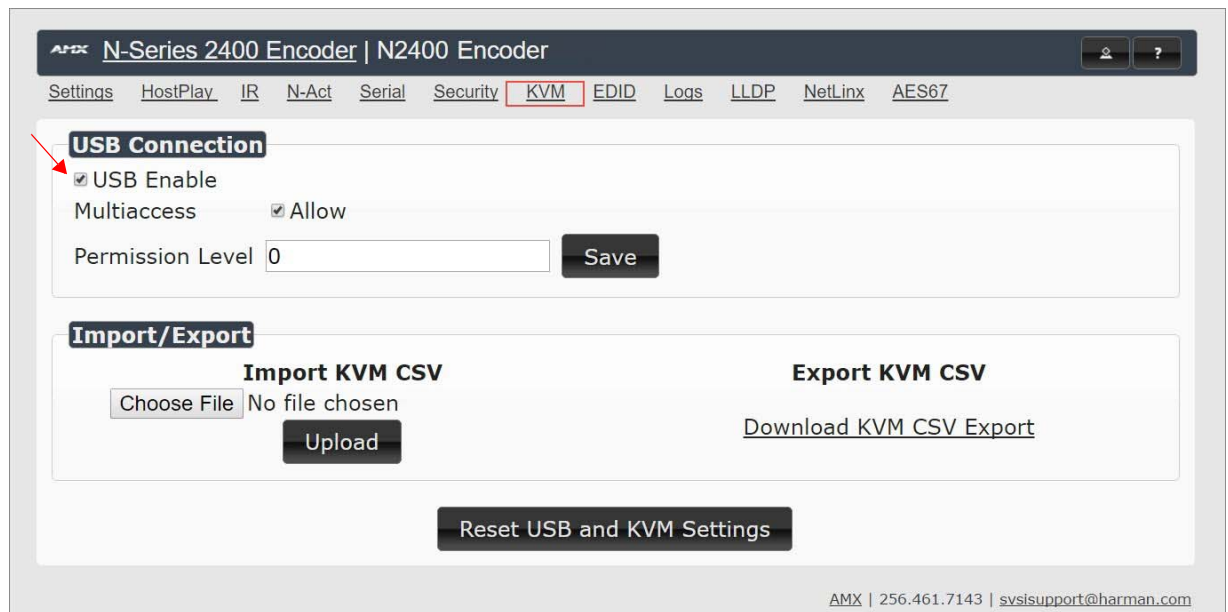 AMX N-Series 2400 Encoder | N2400 Encoder ?
Settings HostPlay IR N-Act Serial Security KVM EDID Logs LLDP NetLinx AES67
USB Connection
USB Enable
Multiaccess Allow
Permission Level 0 Save
Import/Export
Import KVM CSV Export KVM CSV
Choose File No file chosen
Download KVM CSV Export
Upload
Reset USB and KVM Settings
AMX | 256.461.7143 | svsisupport@harman.com